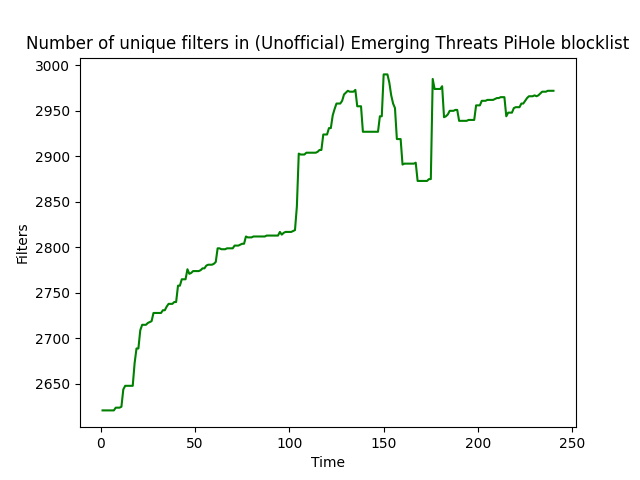 Number of unique filters in (Unofficial) Emerging Threats PiHole blocklist
3000
2950
2900
2850
2800
2750
2700
2650
Filters
0 50 100 150 200 250
Time